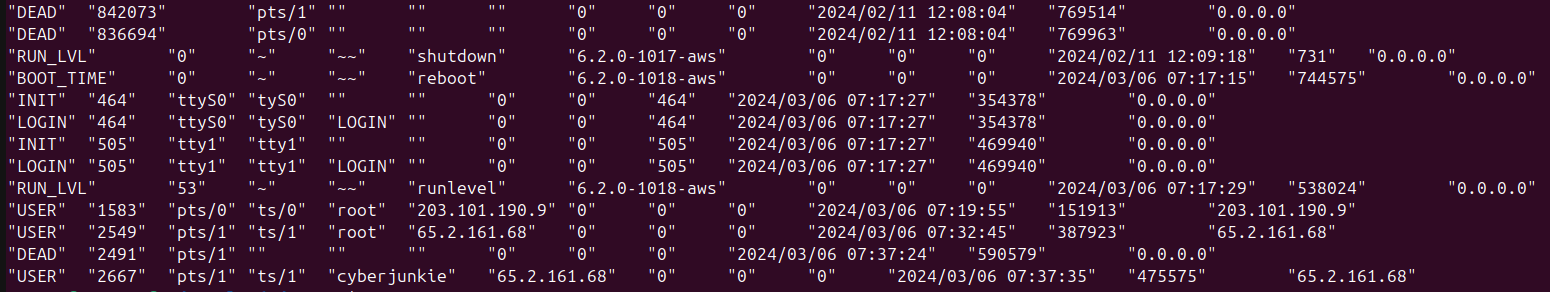 "DEAD" "842073" "pts/1" "" "" "" "0" "0" "0" "2024/02/11 12:08:04" "769514" "0.0.0.0"
"DEAD" "836694" "pts/0" "" "" "" "0" "0" "0" "2024/02/11 12:08:04" "769963" "0.0.0.0"
"RUN_LVL" "0" "~" "~~" "shutdown" "6.2.0-1017-aws" "0" "0" "0" "2024/02/11 12:09:18" "731" "0.0.0.0"
"BOOT_TIME" "0" "~" "~~" "reboot" "6.2.0-1018-aws" "0" "0" "0" "2024/03/06 07:17:15" "744575" "0.0.0.0"
"INIT" "464" "ttyS0" "tyS0" "" "" "0" "0" "464" "2024/03/06 07:17:27" "354378" "0.0.0.0"
"LOGIN" "464" "ttyS0" "tyS0" "LOGIN" "" "0" "0" "464" "2024/03/06 07:17:27" "354378" "0.0.0.0"
"INIT" "505" "tty1" "tty1" "" "" "0" "0" "505" "2024/03/06 07:17:27" "469940" "0.0.0.0"
"LOGIN" "505" "tty1" "tty1" "LOGIN" "" "0" "0" "505" "2024/03/06 07:17:27" "469940" "0.0.0.0"
"RUN_LVL" "53" "~" "~~" "runlevel" "6.2.0-1018-aws" "0" "0" "0" "2024/03/06 07:17:29" "538024" "0.0.0.0"
"USER" "1583" "pts/0" "ts/0" "root" "203.101.190.9" "0" "0" "0" "2024/03/06 07:19:55" "151913" "203.101.190.9"
"USER" "2549" "pts/1" "ts/1" "root" "65.2.161.68" "0" "0" "0" "2024/03/06 07:32:45" "387923" "65.2.161.68"
"DEAD" "2491" "pts/1" "" "" "" "0" "0" "0" "2024/03/06 07:37:24" "590579" "0.0.0.0"
"USER" "2667" "pts/1" "ts/1" "cyberjunkie" "65.2.161.68" "0" "0" "0" "2024/03/06 07:37:35" "475575" "65.2.161.68"